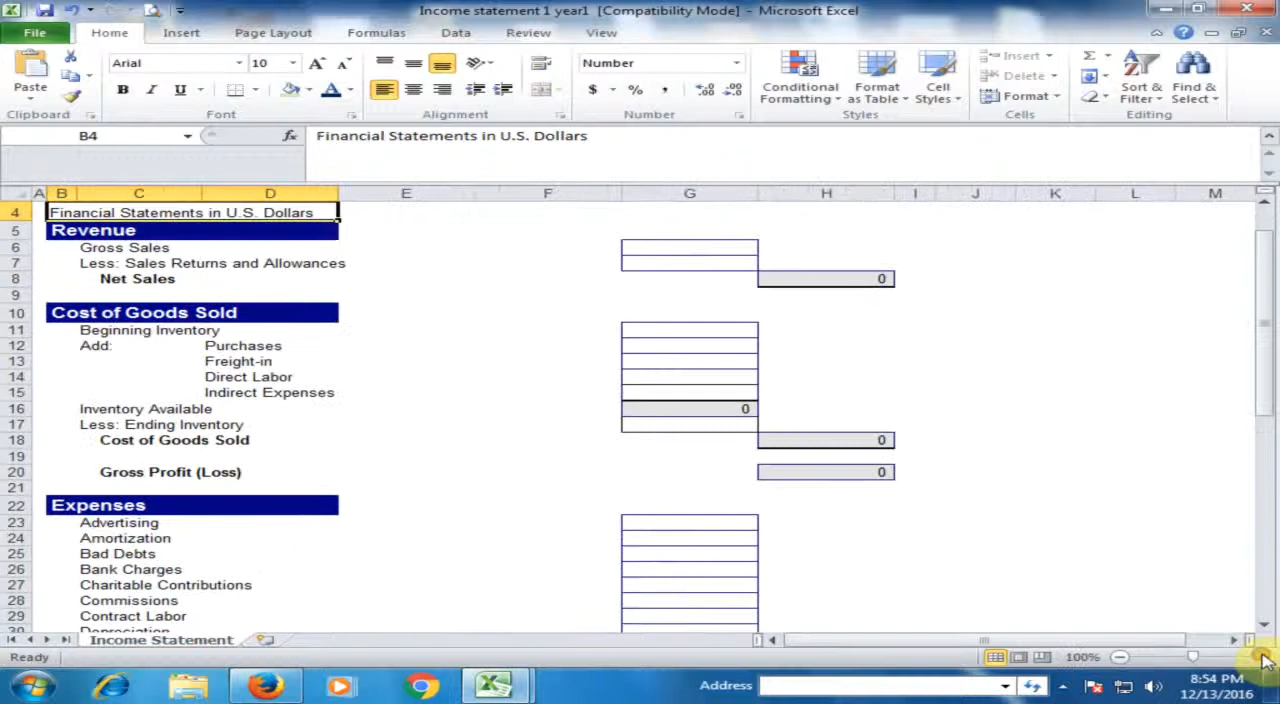 Income statement 1 year1 [Compatibility Mode] - Microsoft Excel
File Home Insert Page Layout Formulas Data Review View
Arial 10 Number
Paste
B I U $ % ,
Conditional Formatting
Format as Table
Cell Styles
Insert
Delete
Format
Σ
Sort & Filter
Find & Select
Clipboard Font Alignment Number Styles Cells Editing
B4 fx Financial Statements in U.S. Dollars
A B C D E F G H I J K L M
4 Financial Statements in U.S. Dollars
5 Revenue
6 Gross Sales
7 Less: Sales Returns and Allowances
8 Net Sales 0
9
10 Cost of Goods Sold
11 Beginning Inventory
12 Add: Purchases
13 Freight-in
14 Direct Labor
15 Indirect Expenses
16 Inventory Available 0
17 Less: Ending Inventory
18 Cost of Goods Sold 0
19
20 Gross Profit (Loss) 0
21
22 Expenses
23 Advertising
24 Amortization
25 Bad Debts
26 Bank Charges
27 Charitable Contributions
28 Commissions
29 Contract Labor
30 Depreciation
Income Statement
Ready 100%
Address 8:54 PM
12/13/2016